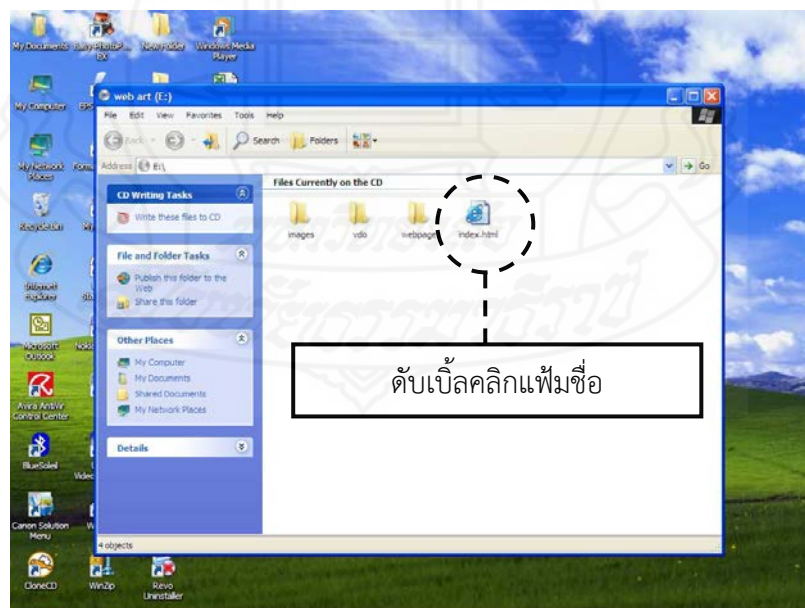 My Documents
New Folder
Windows Media
Player
EX
My Computer
EPS
My Network
Places
Recycle Bin
Internet
Explorer
Microsoft
Outlook
Avira AntiVir
Control Center
BlueSoleil
Canon Solution
Menu
CloneCD
WinZip
Revo
Uninstaller
web art (E:)
File Edit View Favorites Tools Help
Back
Search
Folders
Address
E:\
Go
CD Writing Tasks
Write these files to CD
File and Folder Tasks
Publish this folder to the
Web
Share this folder
Other Places
My Computer
My Documents
Shared Documents
My Network Places
Details
Files Currently on the CD
images
vdo
webpage
index.html
ดับเบิ้ลคลิกแฟ้มชื่อ
4 objects